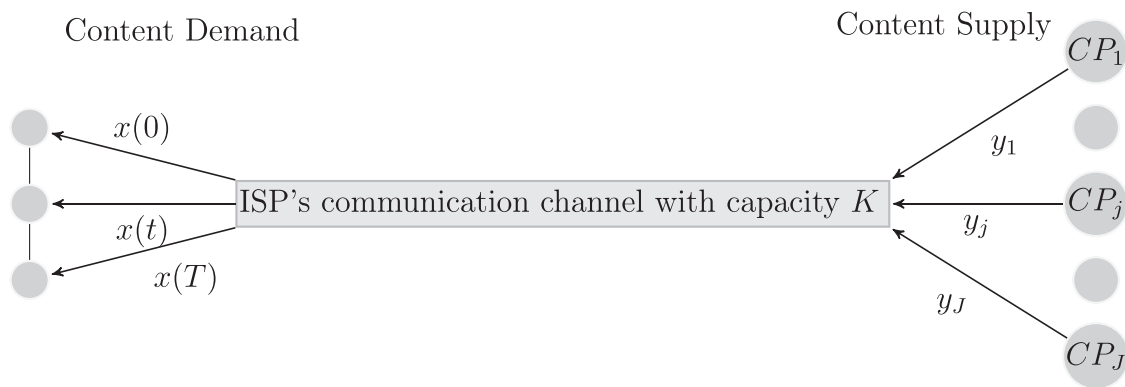 Content Demand
Content Supply
CP_1
x(0)
y_1
ISP's communication channel with capacity K
CP_j
x(t)
y_j
x(T)
y_J
CP_J